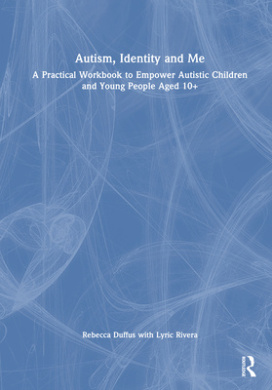 Autism, Identity and Me
A Practical Workbook to Empower Autistic Children
and Young People Aged 10+
Rebecca Duffus with Lyric Rivera
R